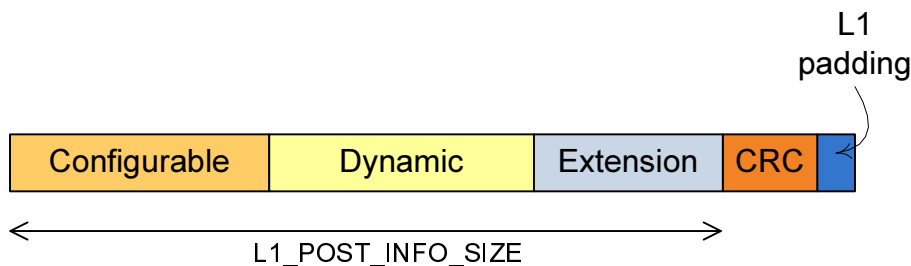 L1
padding
Configurable Dynamic Extension CRC
L1_POST_INFO_SIZE